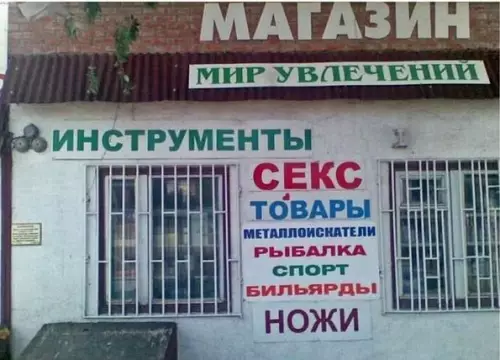 МАГАЗИН
МИР УВЛЕЧЕНИЙ
ИНСТРУМЕНТЫ
СЕКС
ТОВАРЫ
МЕТАЛЛОИСКАТЕЛИ
РЫБАЛКА
СПОРТ
БИЛЬЯРДЫ
НОЖИ